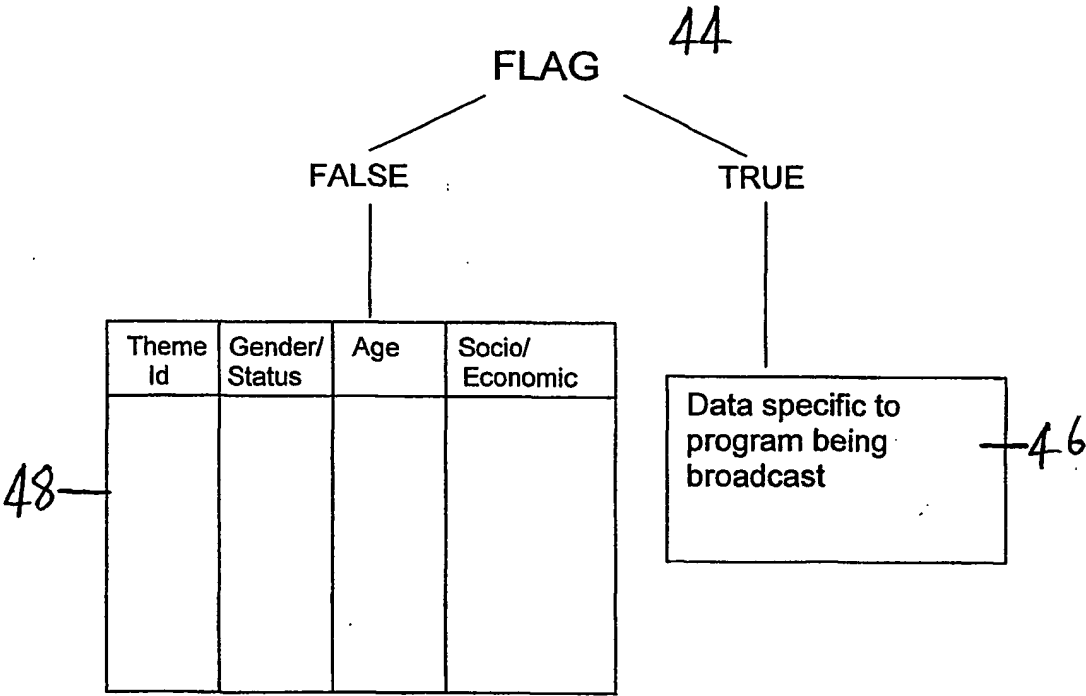 44
FLAG
FALSE
TRUE
Theme Id
Gender/ Status
Age
Socio/ Economic
Data specific to
program being
broadcast
46
48